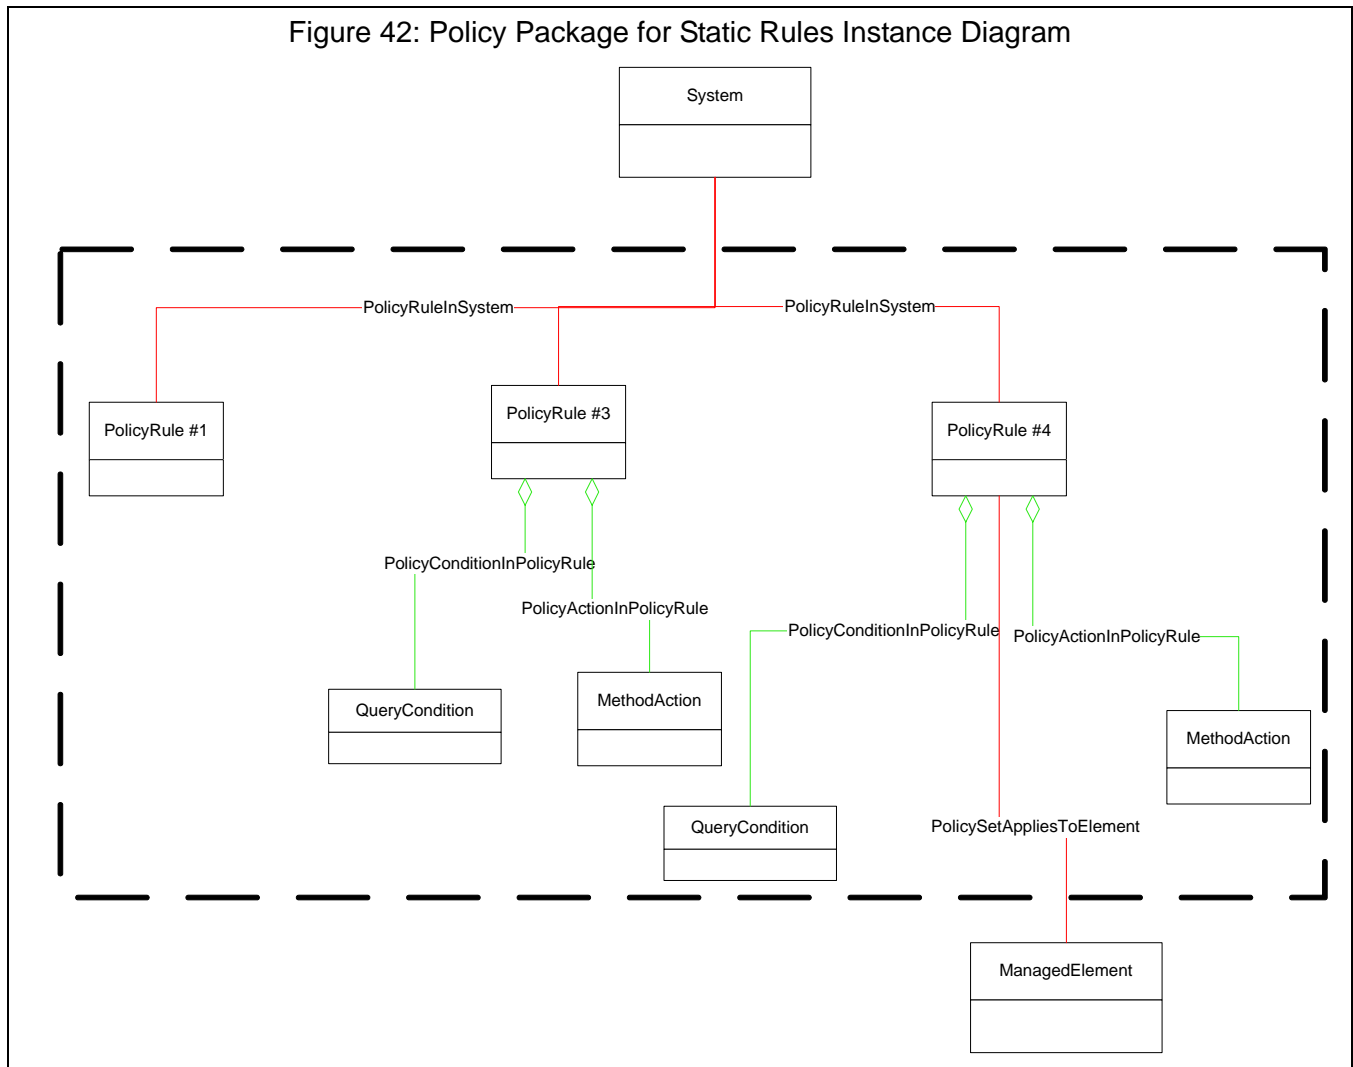 Figure 42: Policy Package for Static Rules Instance Diagram
System
PolicyRuleInSystem
PolicyRuleInSystem
PolicyRule #1
PolicyRule #3
PolicyRule #4
PolicyConditionInPolicyRule
PolicyActionInPolicyRule
PolicyConditionInPolicyRule
PolicyActionInPolicyRule
QueryCondition
MethodAction
MethodAction
QueryCondition
PolicySetAppliesToElement
ManagedElement